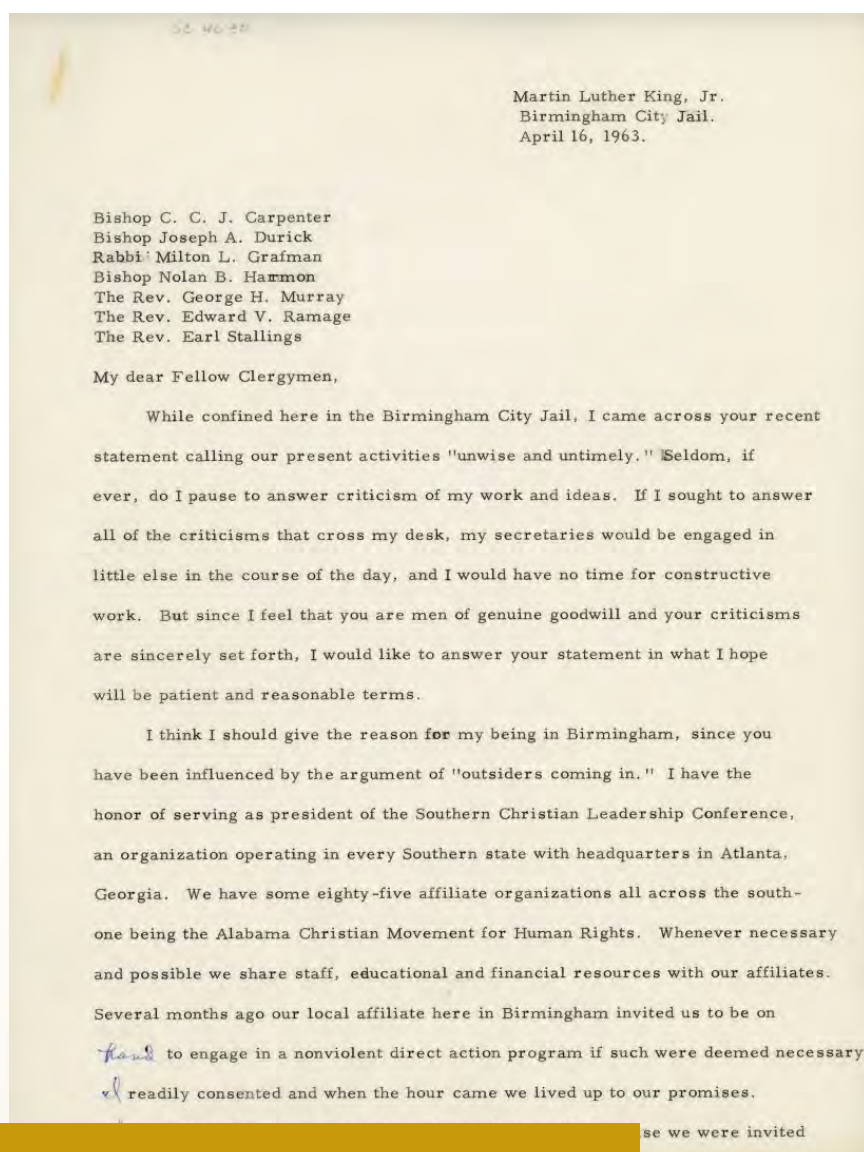 Martin Luther King, Jr.
Birmingham City Jail.
April 16, 1963.
Bishop C. C. J. Carpenter
Bishop Joseph A. Durick
Rabbi Milton L. Grafman
Bishop Nolan B. Harmon
The Rev. George H. Murray
The Rev. Edward V. Ramage
The Rev. Earl Stallings
My dear Fellow Clergymen,
While confined here in the Birmingham City Jail, I came across your recent
statement calling our present activities "unwise and untimely." Seldom, if
ever, do I pause to answer criticism of my work and ideas. If I sought to answer
all of the criticisms that cross my desk, my secretaries would be engaged in
little else in the course of the day, and I would have no time for constructive
work. But since I feel that you are men of genuine goodwill and your criticisms
are sincerely set forth, I would like to answer your statement in what I hope
will be patient and reasonable terms.
I think I should give the reason for my being in Birmingham, since you
have been influenced by the argument of "outsiders coming in." I have the
honor of serving as president of the Southern Christian Leadership Conference,
an organization operating in every Southern state with headquarters in Atlanta,
Georgia. We have some eighty-five affiliate organizations all across the south-
one being the Alabama Christian Movement for Human Rights. Whenever necessary
and possible we share staff, educational and financial resources with our affiliates.
Several months ago our local affiliate here in Birmingham invited us to be on
hand to engage in a nonviolent direct action program if such were deemed necessary
readily consented and when the hour came we lived up to our promises.
se we were invited